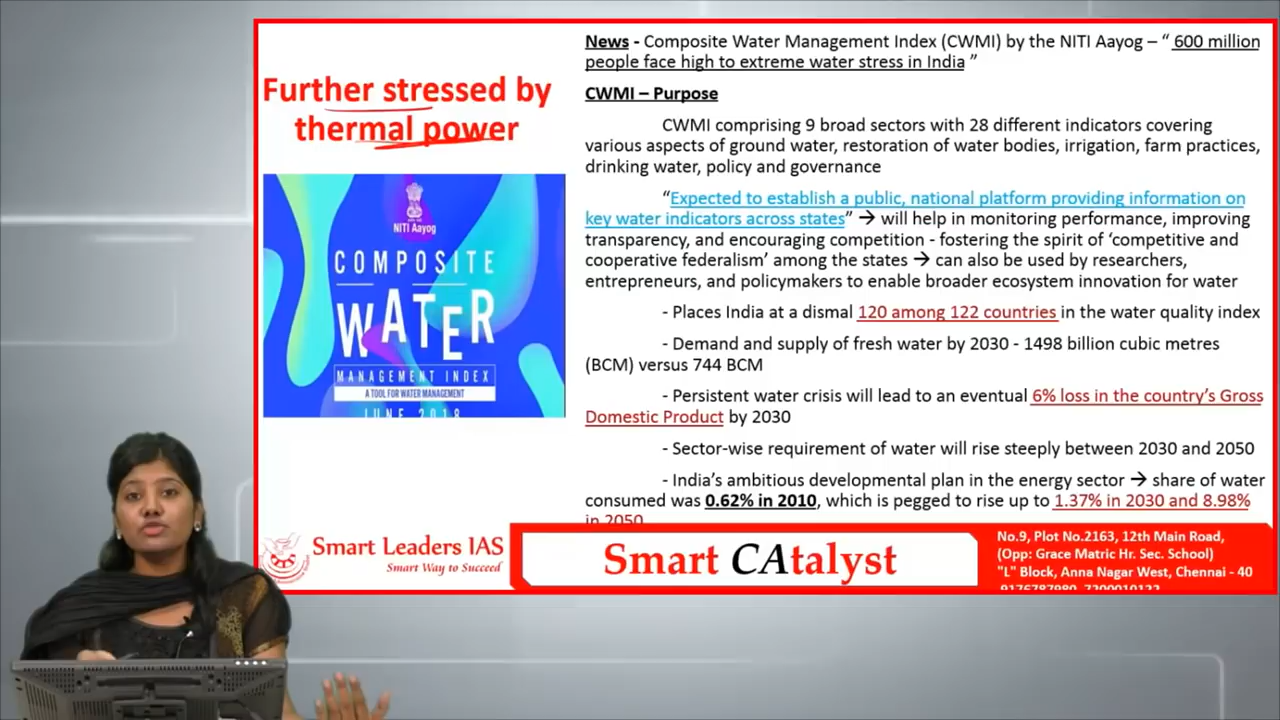 Further stressed by
thermal power
NITI Aayog
COMPOSITE
WATER
MANAGEMENT INDEX
A TOOL FOR WATER MANAGEMENT
JUNE 2018
News - Composite Water Management Index (CWMI) by the NITI Aayog – “ 600 million
people face high to extreme water stress in India ”
CWMI – Purpose
CWMI comprising 9 broad sectors with 28 different indicators covering
various aspects of ground water, restoration of water bodies, irrigation, farm practices,
drinking water, policy and governance
“Expected to establish a public, national platform providing information on
key water indicators across states” → will help in monitoring performance, improving
transparency, and encouraging competition - fostering the spirit of ‘competitive and
cooperative federalism’ among the states → can also be used by researchers,
entrepreneurs, and policymakers to enable broader ecosystem innovation for water
- Places India at a dismal 120 among 122 countries in the water quality index
- Demand and supply of fresh water by 2030 - 1498 billion cubic metres
(BCM) versus 744 BCM
- Persistent water crisis will lead to an eventual 6% loss in the country’s Gross
Domestic Product by 2030
- Sector-wise requirement of water will rise steeply between 2030 and 2050
- India’s ambitious developmental plan in the energy sector → share of water
consumed was 0.62% in 2010, which is pegged to rise up to 1.37% in 2030 and 8.98%
in 2050
Smart Leaders IAS
Smart Way to Succeed
Smart CAtalyst
No.9, Plot No.2163, 12th Main Road,
(Opp: Grace Matric Hr. Sec. School)
"L" Block, Anna Nagar West, Chennai - 40
9176787980, 7200010122